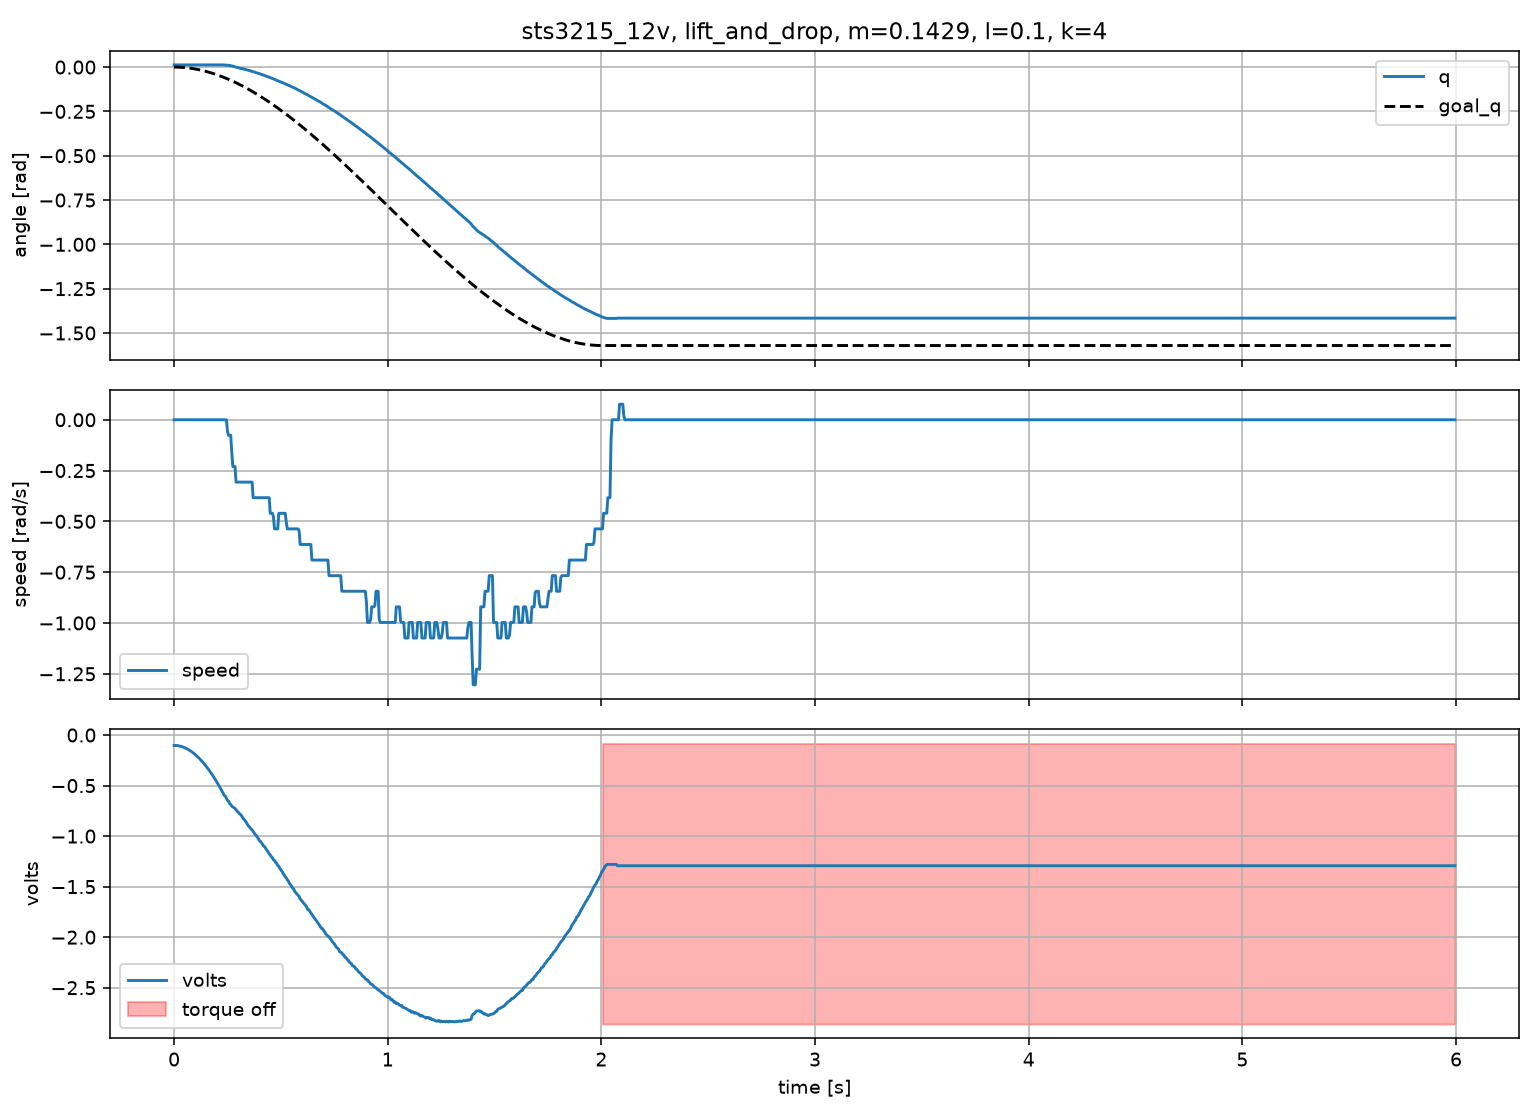 sts3215_12v, lift_and_drop, m=0.1429, l=0.1, k=4
0.00
−0.25
−0.50
−0.75
−1.00
−1.25
−1.50
angle [rad]
q
goal_q
0.00
−0.25
−0.50
−0.75
−1.00
−1.25
speed [rad/s]
speed
0.0
−0.5
−1.0
−1.5
−2.0
−2.5
volts
volts
torque off
0 1 2 3 4 5 6
time [s]